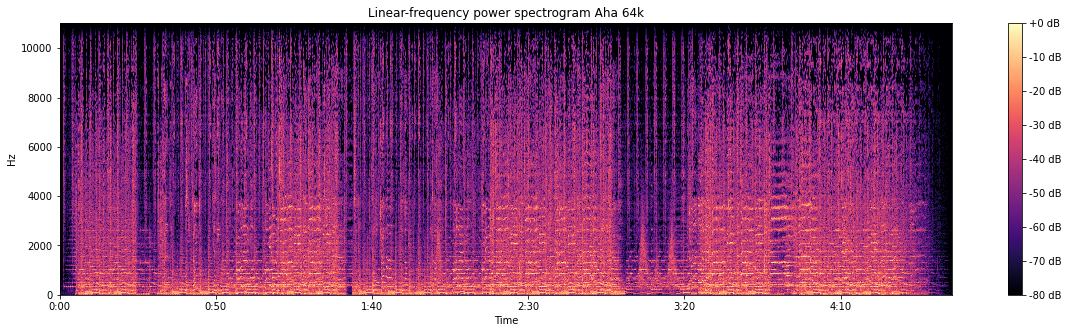 Linear-frequency power spectrogram Aha 64k
Hz
10000
8000
6000
4000
2000
0
0:00 0:50 1:40 2:30 3:20 4:10
Time
+0 dB
-10 dB
-20 dB
-30 dB
-40 dB
-50 dB
-60 dB
-70 dB
-80 dB